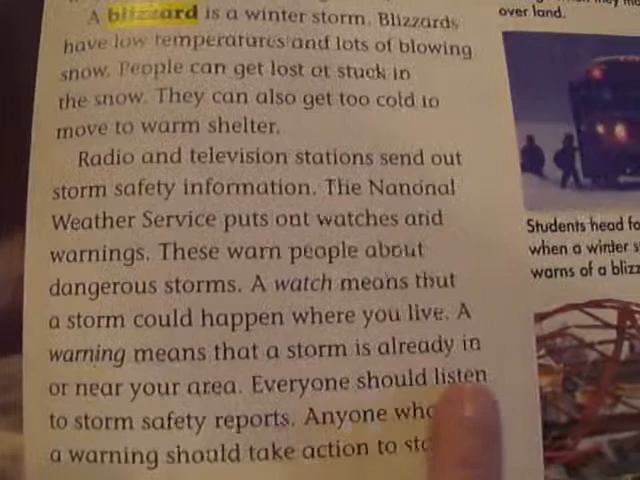 A blizzard is a winter storm. Blizzards
have low temperatures and lots of blowing
snow. People can get lost or stuck in
the snow. They can also get too cold to
move to warm shelter.
Radio and television stations send out
storm safety information. The National
Weather Service puts out watches and
warnings. These warn people about
dangerous storms. A watch means that
a storm could happen where you live. A
warning means that a storm is already in
or near your area. Everyone should listen
to storm safety reports. Anyone who
a warning should take action to
over land.
Students head
when a winter
warns of a